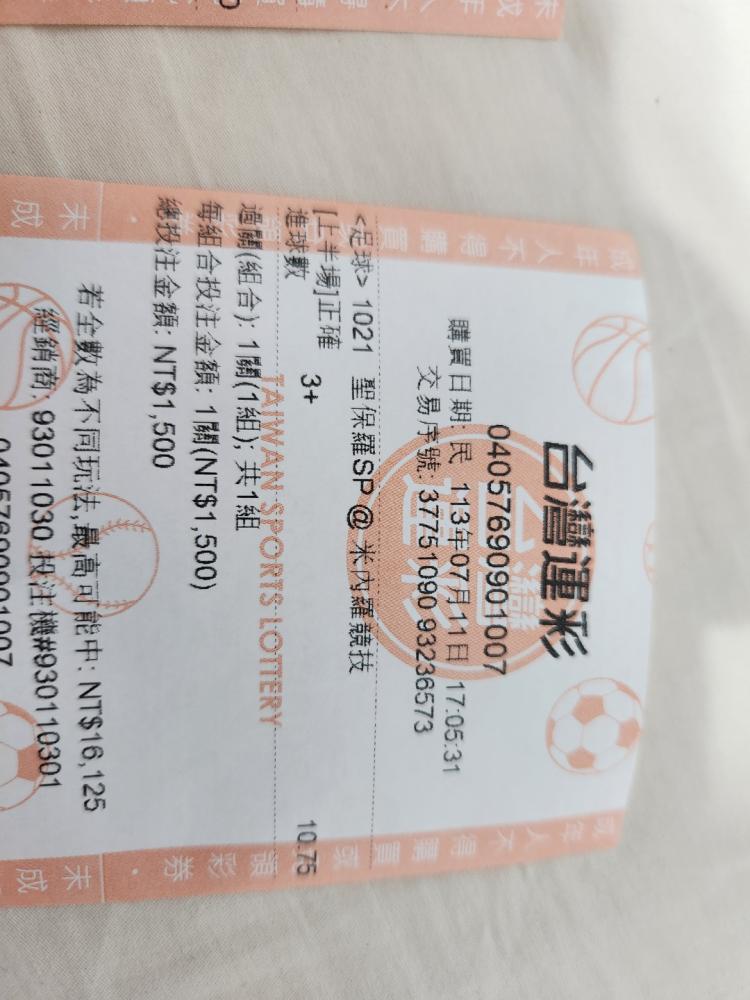 台灣運彩
04057690901007
購買日期: 民 113年07月11日 17:05:31
交易序號: 37751090 93236573
<足球> 1021 聖保羅SP @ 米內羅競技
[上半場]正確進球數 3+ 10.75
過關(組合): 1關(1組); 共1組
每組合投注金額: 1關(NT$1,500)
總投注金額: NT$1,500
TAIWAN SPORTS LOTTERY
若全數為不同玩法,最高可能中: NT$16,125
經銷商: 93011030 投注機#930110301
未成年人不得購買或領彩券